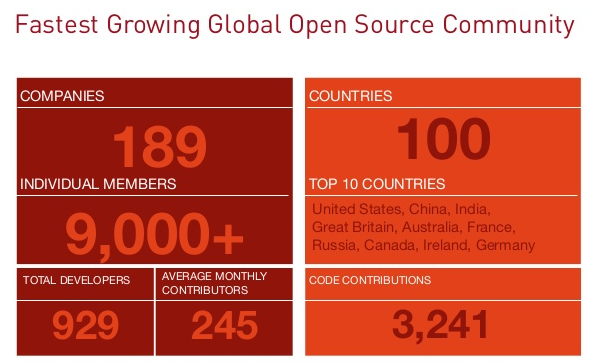 Fastest Growing Global Open Source Community
COMPANIES
189
INDIVIDUAL MEMBERS
9,000+
COUNTRIES
100
TOP 10 COUNTRIES
United States, China, India,
Great Britain, Australia, France,
Russia, Canada, Ireland, Germany
TOTAL DEVELOPERS
929
AVERAGE MONTHLY
CONTRIBUTORS
245
CODE CONTRIBUTIONS
3,241